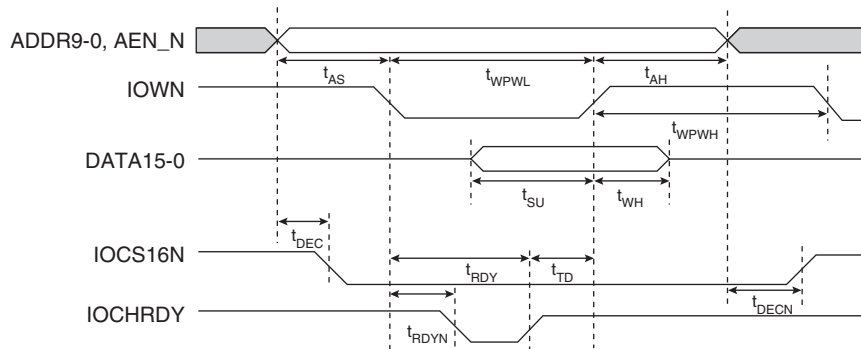 ADDR9-0, AEN_N
tAS tWPWL tAH
IOWN
tWPWH
DATA15-0
tSU tWH
tDEC
IOCS16N
tRDY tTD
tDECN
IOCHRDY
tRDYN